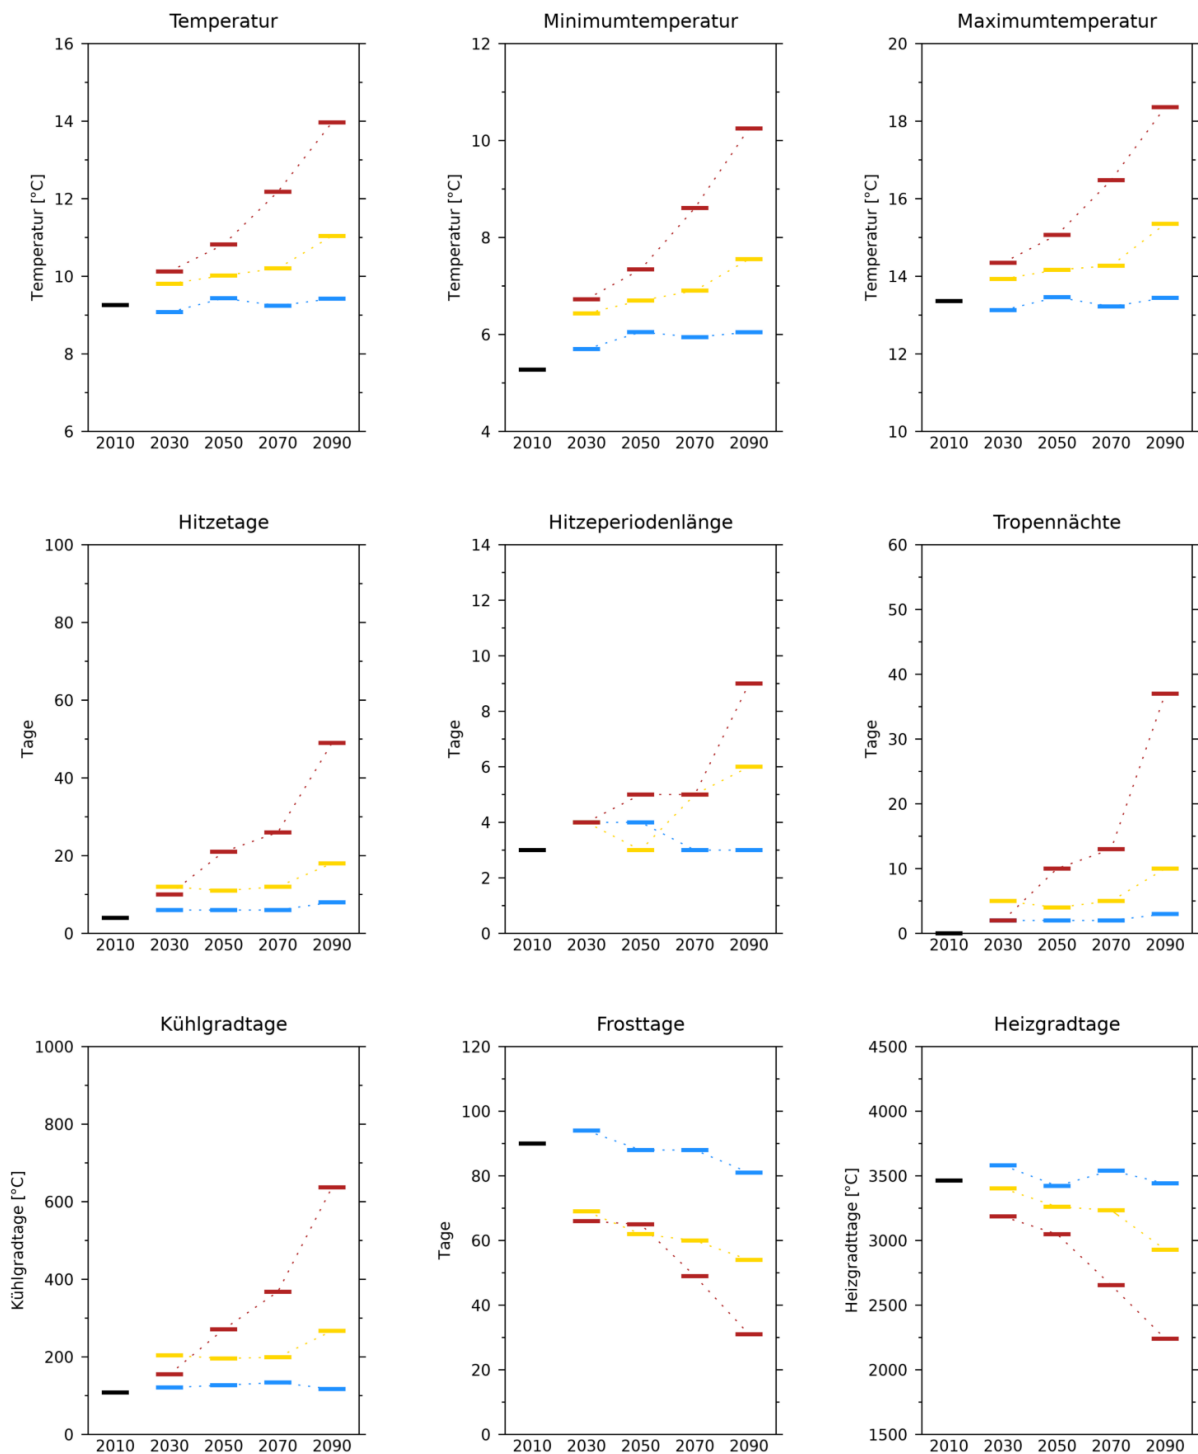 Temperatur
Minimumtemperatur
Maximumtemperatur
16
14
12
10
8
6
Temperatur [°C]
2010 2030 2050 2070 2090
12
10
8
6
4
Temperatur [°C]
2010 2030 2050 2070 2090
20
18
16
14
12
10
Temperatur [°C]
2010 2030 2050 2070 2090
Hitzetage
Hitzeperiodenlänge
Tropennächte
100
80
60
40
20
0
Tage
2010 2030 2050 2070 2090
14
12
10
8
6
4
2
0
Tage
2010 2030 2050 2070 2090
60
50
40
30
20
10
0
Tage
2010 2030 2050 2070 2090
Kühlgradtage
Frosttage
Heizgradtage
1000
800
600
400
200
0
Kühlgradtage [°C]
2010 2030 2050 2070 2090
120
100
80
60
40
20
0
Tage
2010 2030 2050 2070 2090
4500
4000
3500
3000
2500
2000
1500
Heizgradttage [°C]
2010 2030 2050 2070 2090